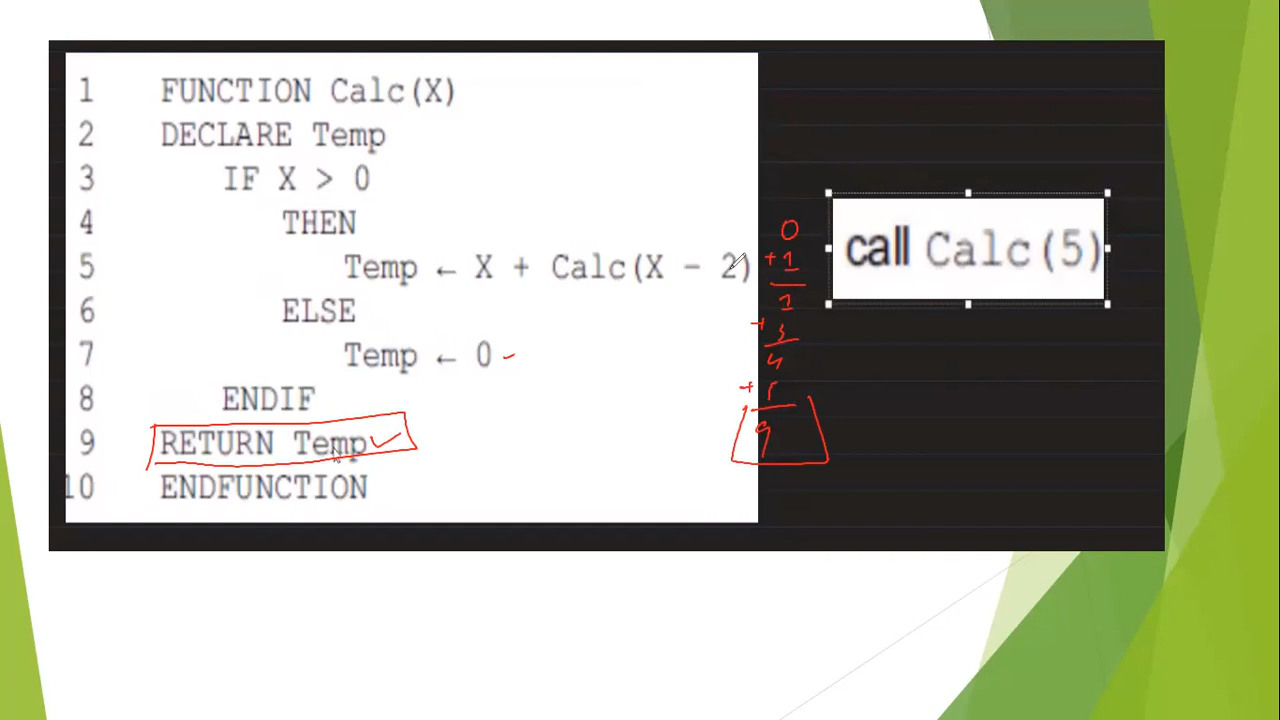 1 FUNCTION Calc(X)
2 DECLARE Temp
3 IF X > 0
4 THEN
5 Temp ← X + Calc(X - 2)
6 ELSE
7 Temp ← 0
8 ENDIF
9 RETURN Temp
10 ENDFUNCTION
0
+1
1
+3
4
+5
9
call Calc(5)